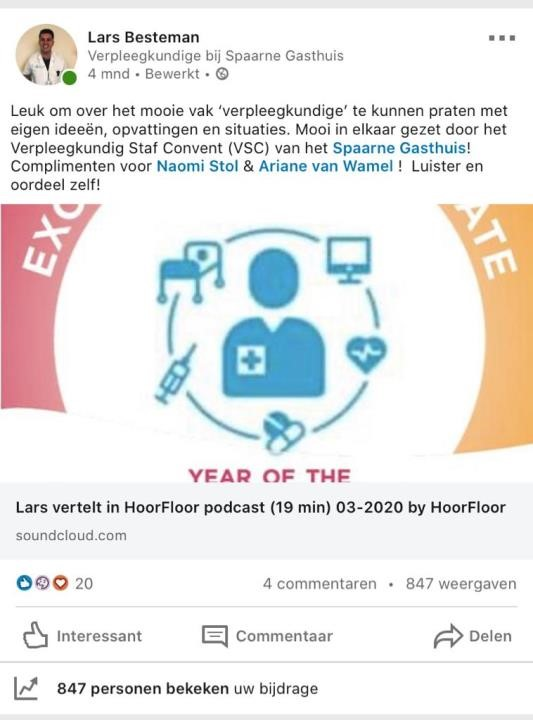 Lars Besteman
Verpleegkundige bij Spaarne Gasthuis
4 mnd • Bewerkt •
Leuk om over het mooie vak ‘verpleegkundige’ te kunnen praten met
eigen ideeën, opvattingen en situaties. Mooi in elkaar gezet door het
Verpleegkundig Staf Convent (VSC) van het Spaarne Gasthuis!
Complimenten voor Naomi Stol & Ariane van Wamel ! Luister en
oordeel zelf!
EXC
ATE
YEAR OF THE
Lars vertelt in HoorFloor podcast (19 min) 03-2020 by HoorFloor
soundcloud.com
20
4 commentaren • 847 weergaven
Interessant
Commentaar
Delen
847 personen bekeken uw bijdrage